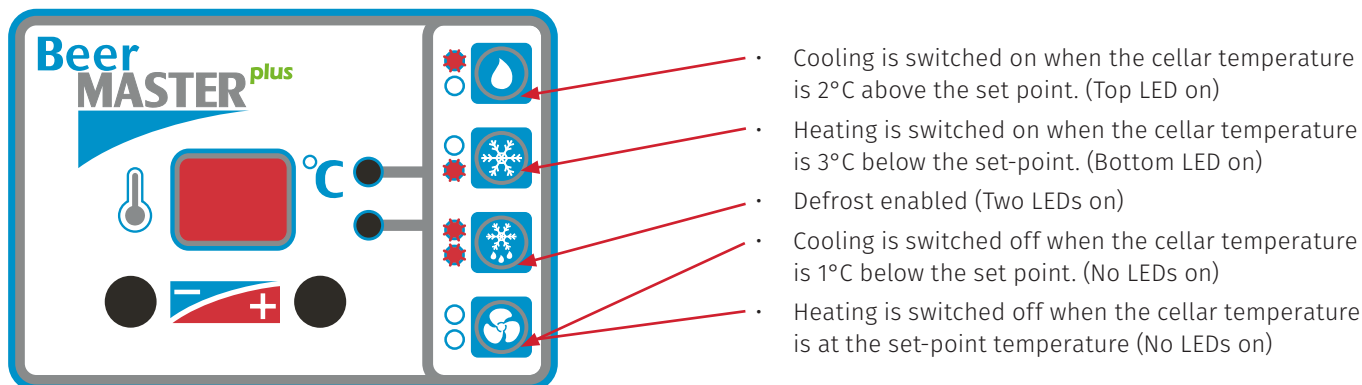 Beer
MASTER plus
°C
− +
· Cooling is switched on when the cellar temperature
is 2°C above the set point. (Top LED on)
· Heating is switched on when the cellar temperature
is 3°C below the set-point. (Bottom LED on)
· Defrost enabled (Two LEDs on)
· Cooling is switched off when the cellar temperature
is 1°C below the set point. (No LEDs on)
· Heating is switched off when the cellar temperature
is at the set-point temperature (No LEDs on)